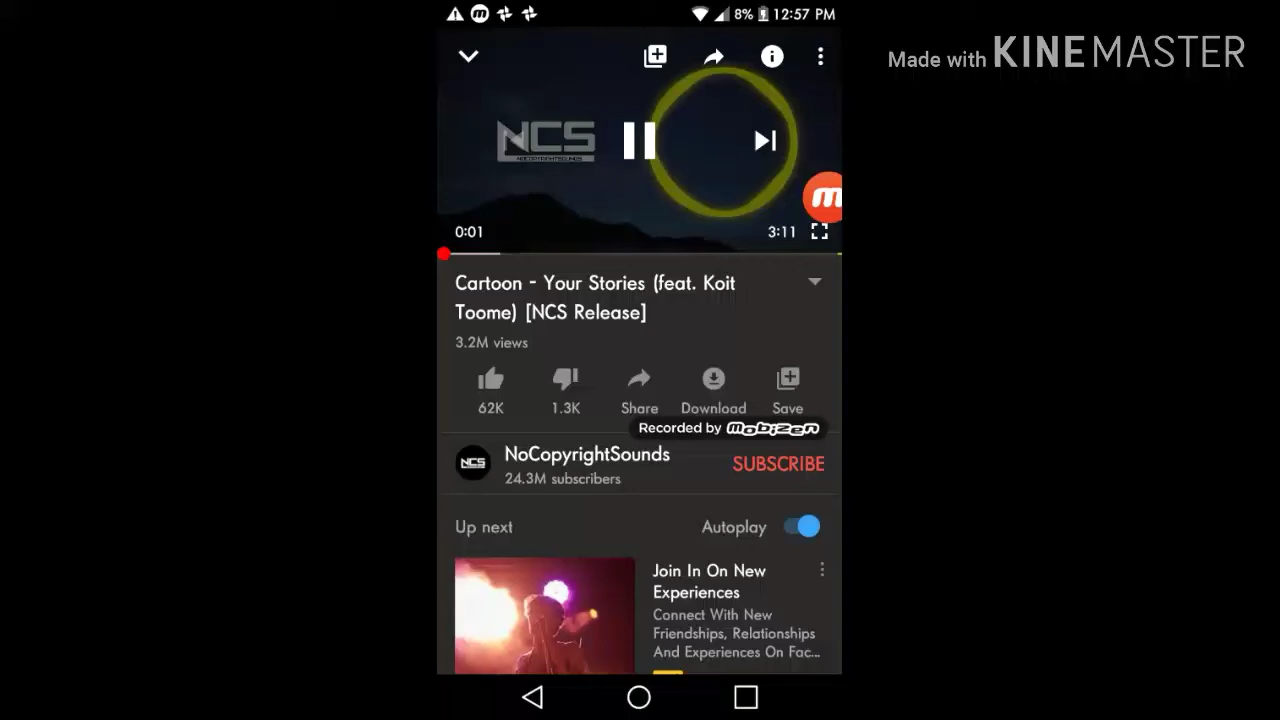 8% 12:57 PM
Made with KINEMASTER
NCS
NOCOPYRIGHTSOUNDS
0:01 3:11
Cartoon - Your Stories (feat. Koit
Toome) [NCS Release]
3.2M views
62K 1.3K Share Download Save
Recorded by mobizen
NCS
NoCopyrightSounds
SUBSCRIBE
24.3M subscribers
Up next Autoplay
Join In On New
Experiences
Connect With New
Friendships, Relationships
And Experiences On Fac...